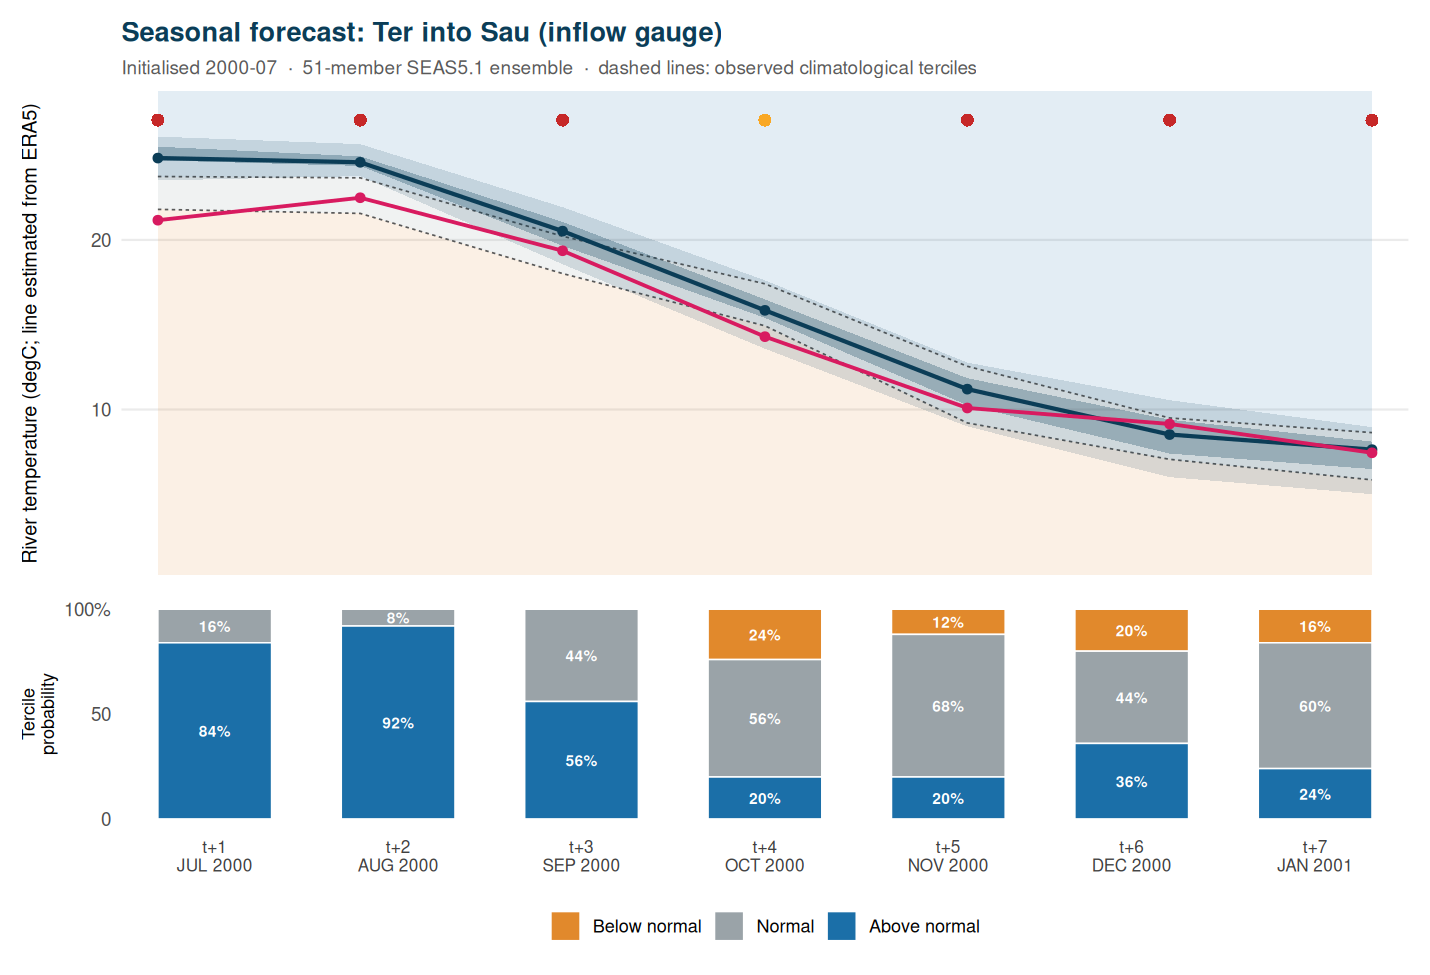 Seasonal forecast: Ter into Sau (inflow gauge)
Initialised 2000-07 · 51-member SEAS5.1 ensemble · dashed lines: observed climatological terciles
River temperature (degC; line estimated from ERA5)
20
10
Tercile
probability
100%
50
0
16%
8%
44%
24%
12%
20%
16%
84%
92%
56%
56%
68%
44%
60%
20%
20%
36%
24%
t+1
JUL 2000
t+2
AUG 2000
t+3
SEP 2000
t+4
OCT 2000
t+5
NOV 2000
t+6
DEC 2000
t+7
JAN 2001
Below normal
Normal
Above normal